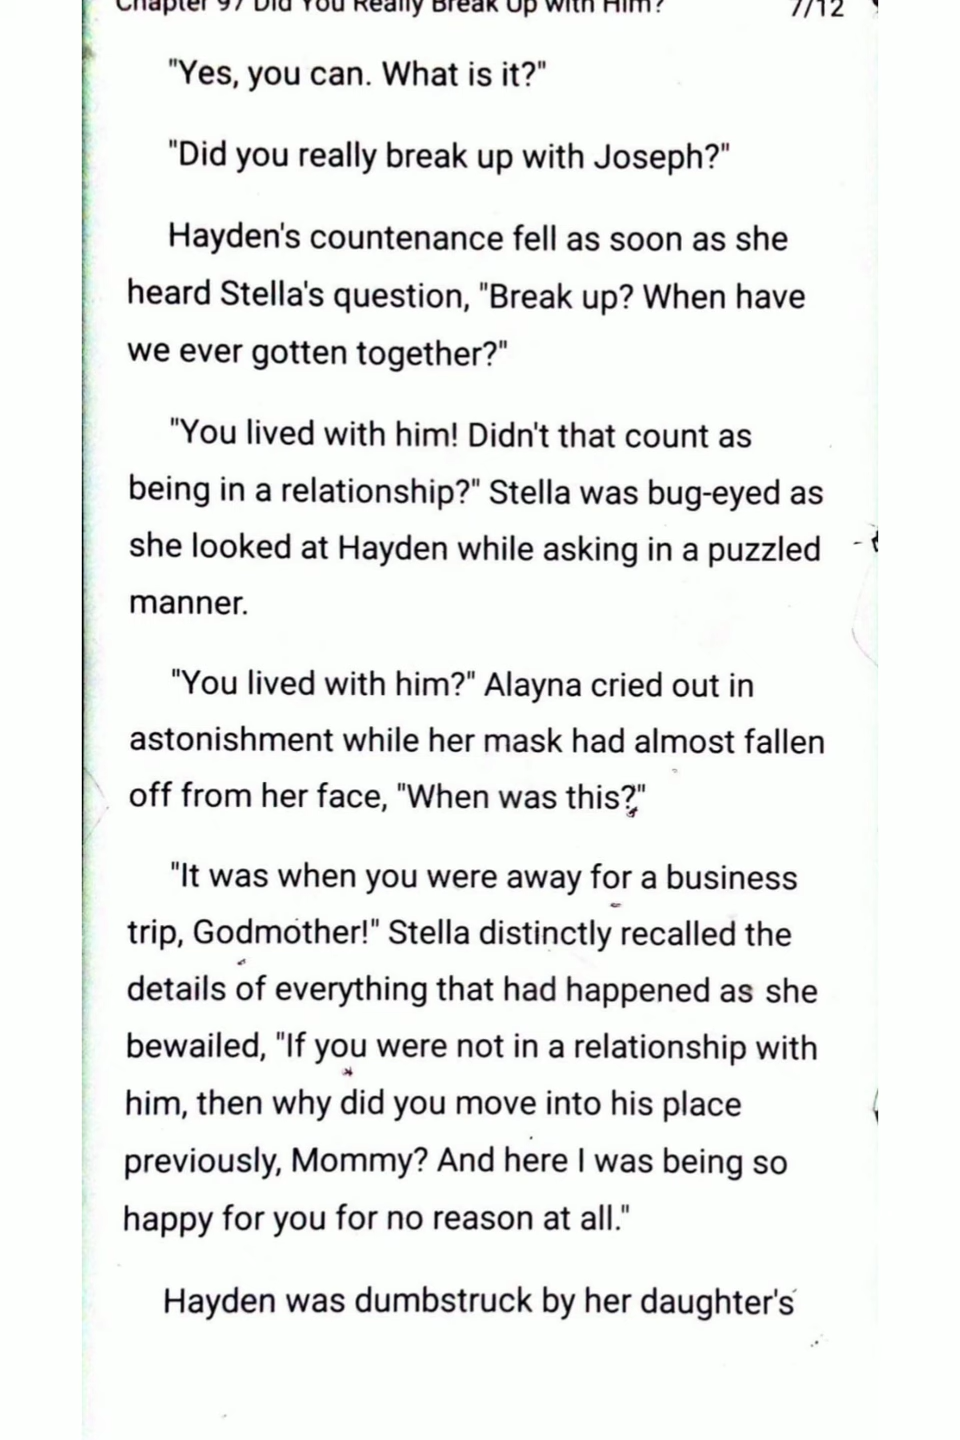 Chapter 97 Did You Really Break Up With Him?
7/12
"Yes, you can. What is it?"
"Did you really break up with Joseph?"
Hayden's countenance fell as soon as she
heard Stella's question, "Break up? When have
we ever gotten together?"
"You lived with him! Didn't that count as
being in a relationship?" Stella was bug-eyed as
she looked at Hayden while asking in a puzzled
manner.
"You lived with him?" Alayna cried out in
astonishment while her mask had almost fallen
off from her face, "When was this?"
"It was when you were away for a business
trip, Godmother!" Stella distinctly recalled the
details of everything that had happened as she
bewailed, "If you were not in a relationship with
him, then why did you move into his place
previously, Mommy? And here I was being so
happy for you for no reason at all."
Hayden was dumbstruck by her daughter's